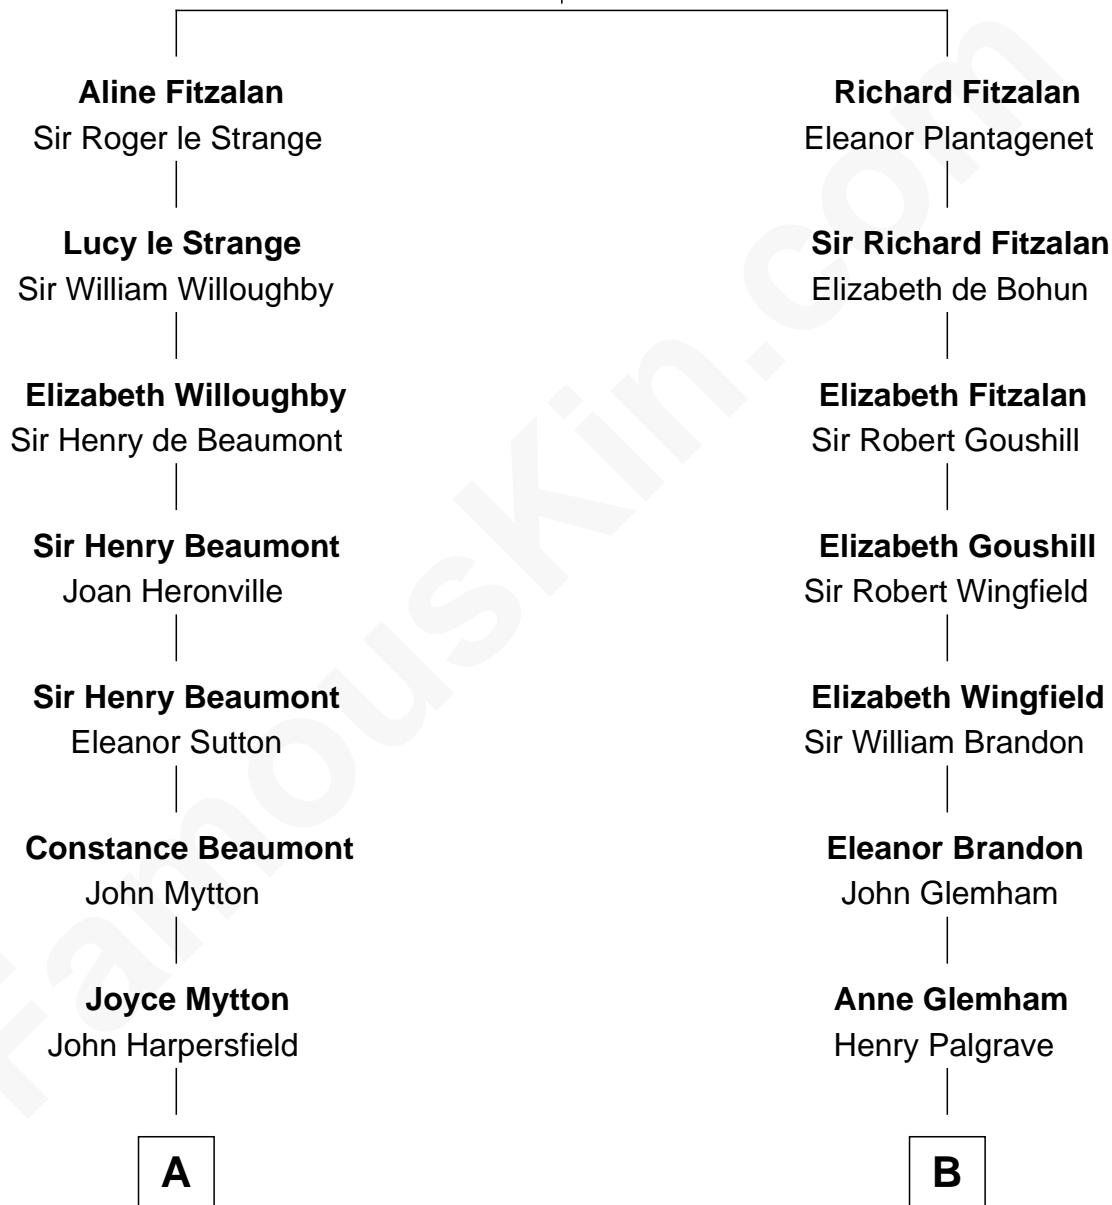 Aline Fitzalan
Sir Roger le Strange
Lucy le Strange
Sir William Willoughby
Elizabeth Willoughby
Sir Henry de Beaumont
Sir Henry Beaumont
Joan Heronville
Sir Henry Beaumont
Eleanor Sutton
Constance Beaumont
John Mytton
Joyce Mytton
John Harpersfield
A
Richard Fitzalan
Eleanor Plantagenet
Sir Richard Fitzalan
Elizabeth de Bohun
Elizabeth Fitzalan
Sir Robert Goushill
Elizabeth Goushill
Sir Robert Wingfield
Elizabeth Wingfield
Sir William Brandon
Eleanor Brandon
John Glemham
Anne Glemham
Henry Palgrave
B
FamousKin.com